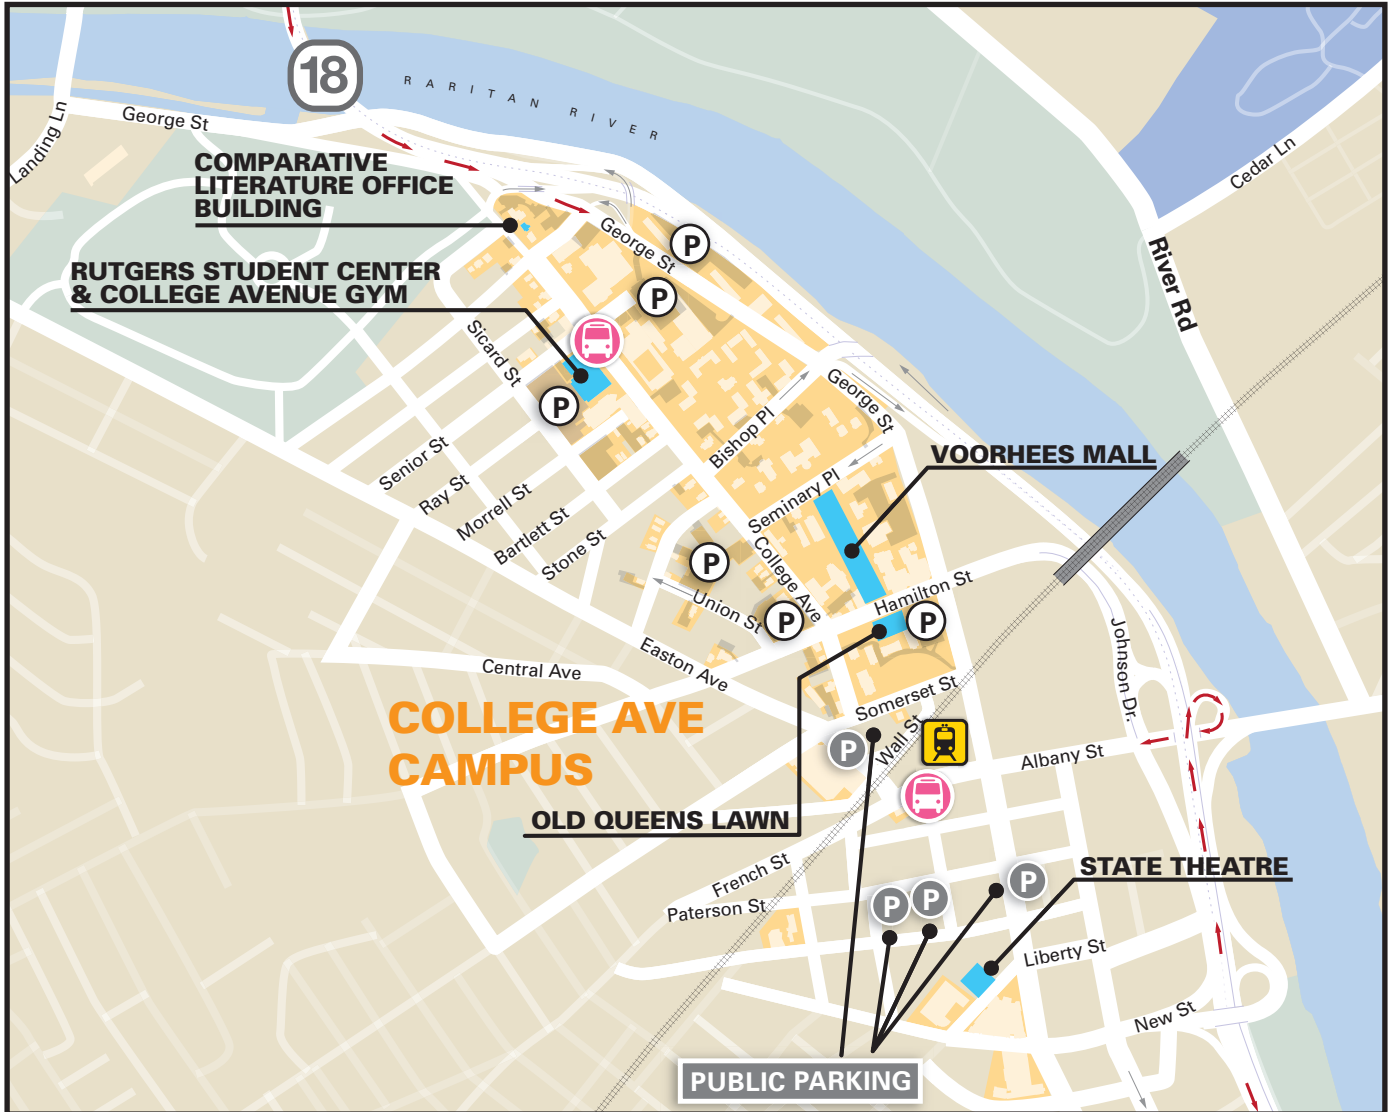 18
RARITAN RIVER
George St
Landing Ln
COMPARATIVE
LITERATURE OFFICE
BUILDING
Cedar Ln
RUTGERS STUDENT CENTER
& COLLEGE AVENUE GYM
George St
P
P
River Rd
Sicard St
P
George St
Bishop Pl
VOORHEES MALL
Senior St
Ray St
Morrell St
Bartlett St
Stone St
Seminary Pl
College Ave
P
Union St
P
Hamilton St
P
Johnson Dr.
Easton Ave
Central Ave
COLLEGE AVE
CAMPUS
Somerset St
Wall St
P
Albany St
OLD QUEENS LAWN
French St
Paterson St
STATE THEATRE
P
P
P
Liberty St
New St
PUBLIC PARKING